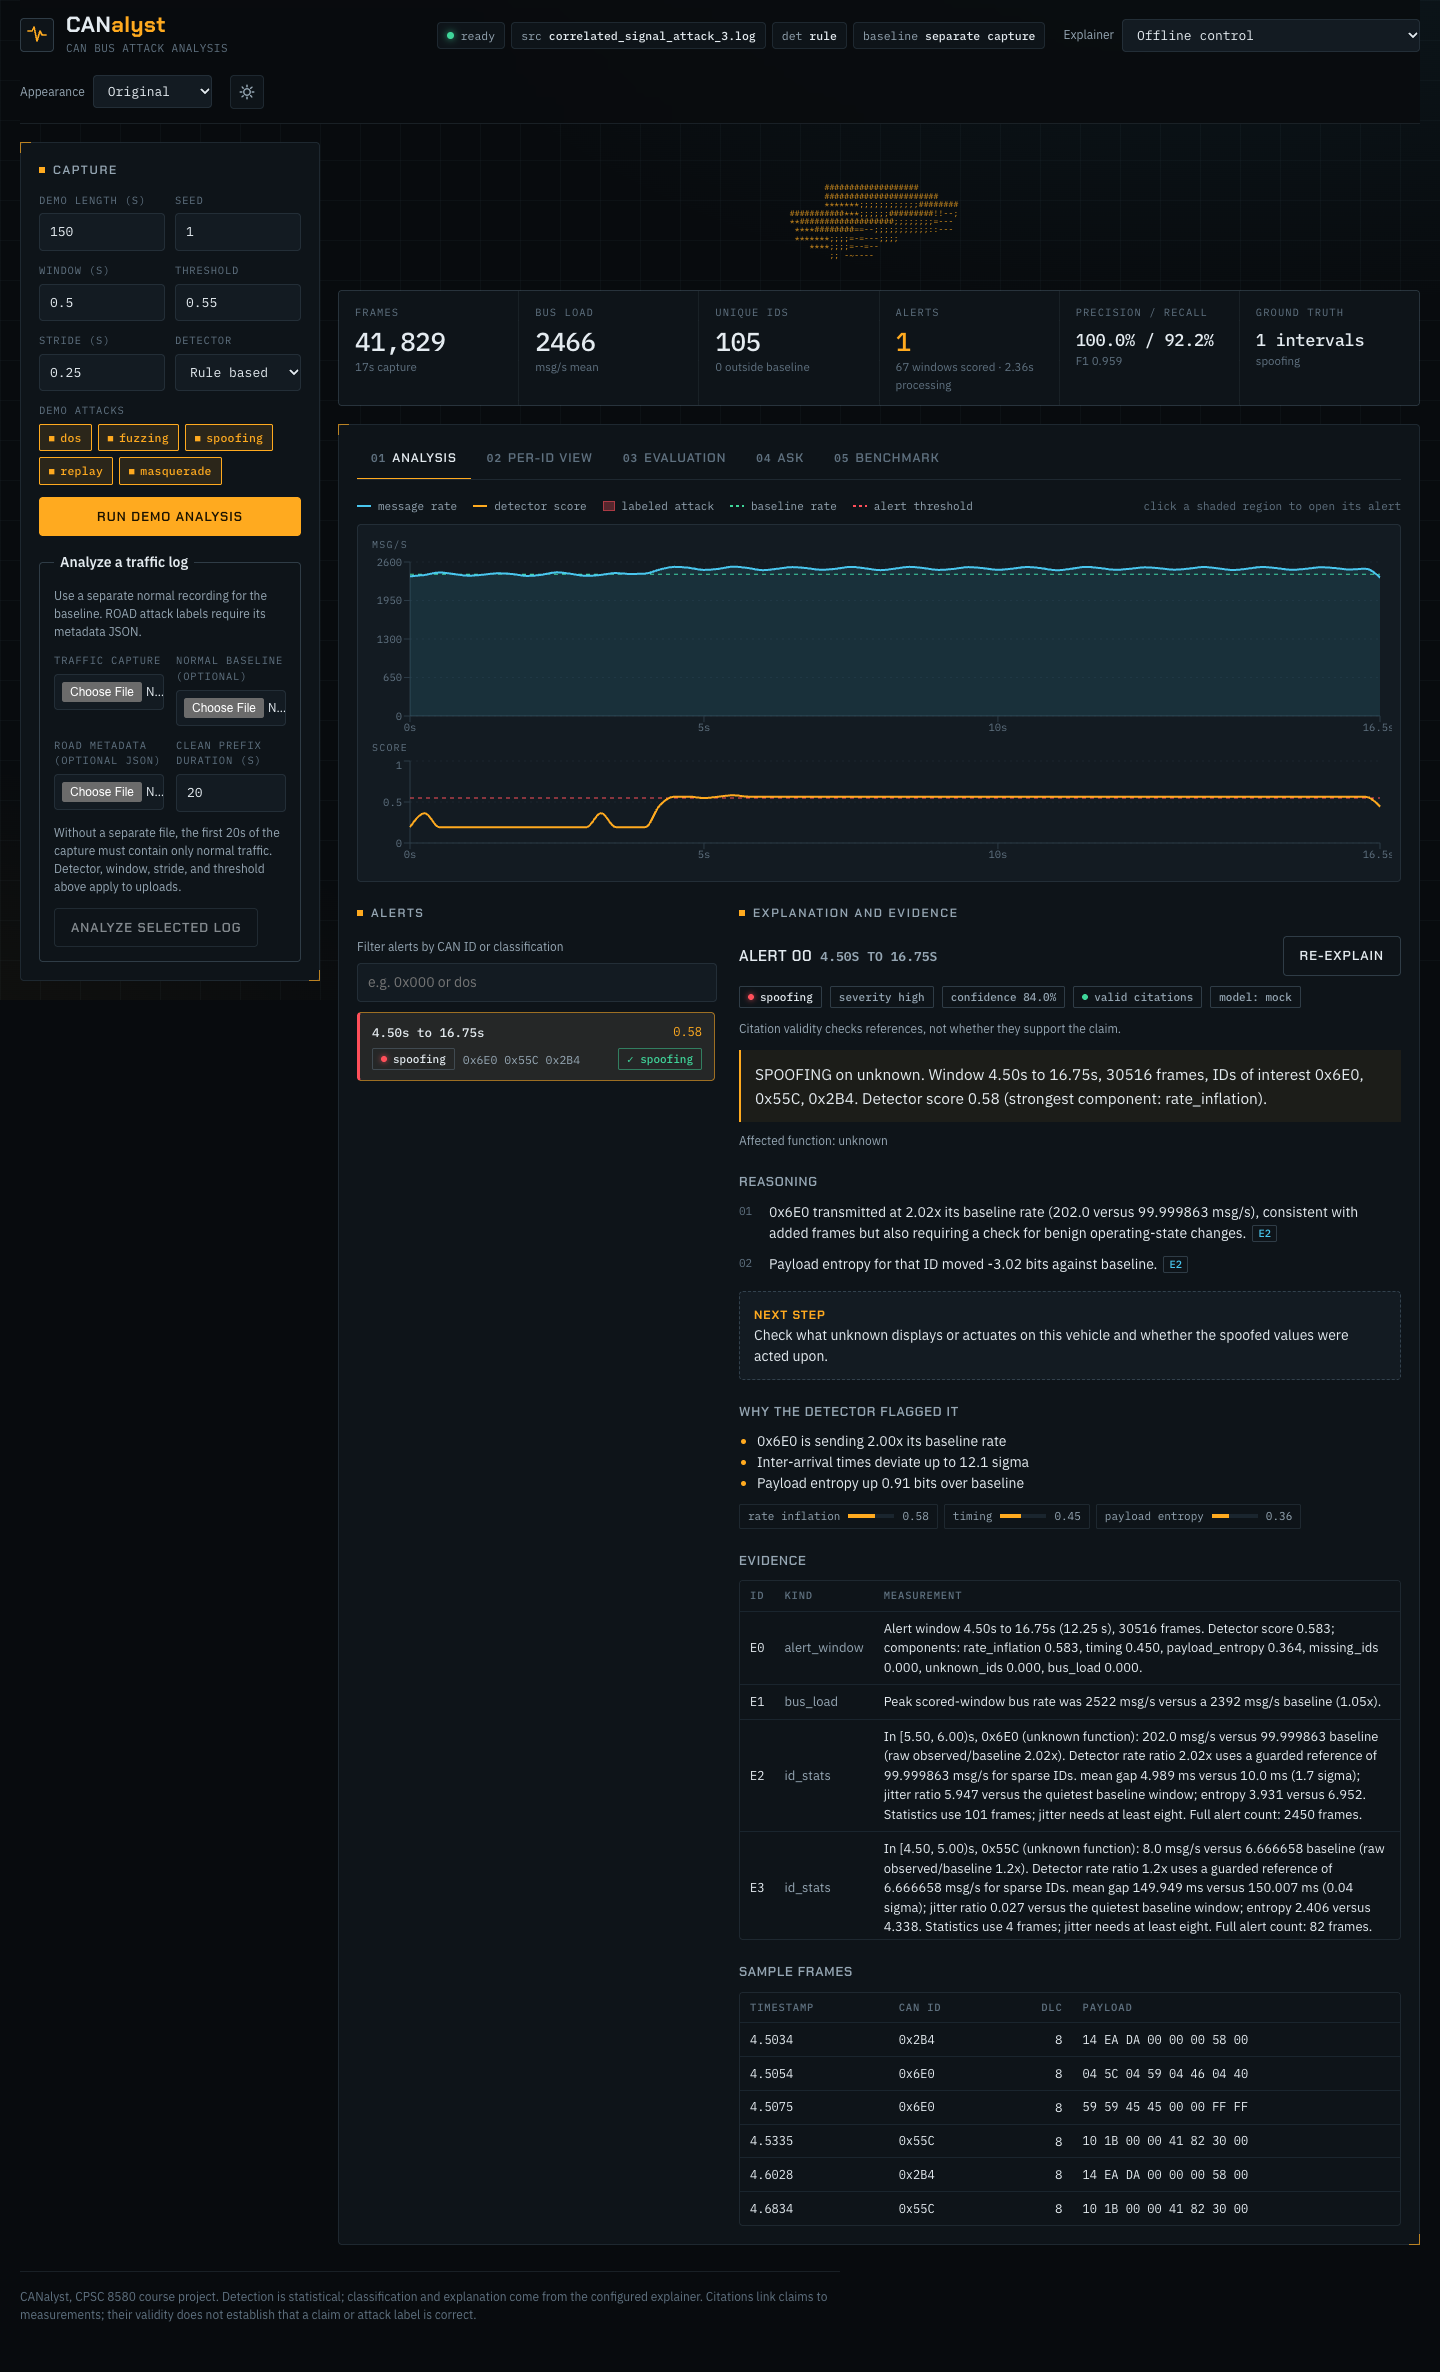 CANalyst
CAN BUS ATTACK ANALYSIS
ready
src correlated_signal_attack_3.log
det rule
baseline separate capture
Explainer
Offline control
Appearance
Original
CAPTURE
DEMO LENGTH (S)
SEED
150
1
WINDOW (S)
THRESHOLD
0.5
0.55
STRIDE (S)
DETECTOR
0.25
Rule based
DEMO ATTACKS
dos
fuzzing
spoofing
replay
masquerade
RUN DEMO ANALYSIS
Analyze a traffic log
Use a separate normal recording for the
baseline. ROAD attack labels require its
metadata JSON.
TRAFFIC CAPTURE
NORMAL BASELINE
(OPTIONAL)
Choose File N...
Choose File N...
ROAD METADATA
(OPTIONAL JSON)
CLEAN PREFIX
DURATION (S)
Choose File N...
20
Without a separate file, the first 20s of the
capture must contain only normal traffic.
Detector, window, stride, and threshold
above apply to uploads.
ANALYZE SELECTED LOG
FRAMES
41,829
17s capture
BUS LOAD
2466
msg/s mean
UNIQUE IDS
105
0 outside baseline
ALERTS
1
67 windows scored · 2.36s
processing
PRECISION / RECALL
100.0% / 92.2%
F1 0.959
GROUND TRUTH
1 intervals
spoofing
01 ANALYSIS
02 PER-ID VIEW
03 EVALUATION
04 ASK
05 BENCHMARK
message rate
detector score
labeled attack
baseline rate
alert threshold
click a shaded region to open its alert
MSG/S
2600
1950
1300
650
0
0s
5s
10s
16.5s
SCORE
1
0.5
0
0s
5s
10s
16.5s
ALERTS
Filter alerts by CAN ID or classification
e.g. 0x000 or dos
4.50s to 16.75s
0.58
spoofing
0x6E0 0x55C 0x2B4
✓ spoofing
EXPLANATION AND EVIDENCE
ALERT 00 4.50S TO 16.75S
RE-EXPLAIN
spoofing
severity high
confidence 84.0%
valid citations
model: mock
Citation validity checks references, not whether they support the claim.
SPOOFING on unknown. Window 4.50s to 16.75s, 30516 frames, IDs of interest 0x6E0,
0x55C, 0x2B4. Detector score 0.58 (strongest component: rate_inflation).
Affected function: unknown
REASONING
01 0x6E0 transmitted at 2.02x its baseline rate (202.0 versus 99.999863 msg/s), consistent with
added frames but also requiring a check for benign operating-state changes. E2
02 Payload entropy for that ID moved -3.02 bits against baseline. E2
NEXT STEP
Check what unknown displays or actuates on this vehicle and whether the spoofed values were
acted upon.
WHY THE DETECTOR FLAGGED IT
0x6E0 is sending 2.00x its baseline rate
Inter-arrival times deviate up to 12.1 sigma
Payload entropy up 0.91 bits over baseline
rate inflation 0.58
timing 0.45
payload entropy 0.36
EVIDENCE
ID KIND MEASUREMENT
E0 alert_window
Alert window 4.50s to 16.75s (12.25 s), 30516 frames. Detector score 0.583;
components: rate_inflation 0.583, timing 0.450, payload_entropy 0.364, missing_ids
0.000, unknown_ids 0.000, bus_load 0.000.
E1 bus_load Peak scored-window bus rate was 2522 msg/s versus a 2392 msg/s baseline (1.05x).
E2 id_stats
In [5.50, 6.00)s, 0x6E0 (unknown function): 202.0 msg/s versus 99.999863 baseline
(raw observed/baseline 2.02x). Detector rate ratio 2.02x uses a guarded reference of
99.999863 msg/s for sparse IDs. mean gap 4.989 ms versus 10.0 ms (1.7 sigma);
jitter ratio 5.947 versus the quietest baseline window; entropy 3.931 versus 6.952.
Statistics use 101 frames; jitter needs at least eight. Full alert count: 2450 frames.
E3 id_stats
In [4.50, 5.00)s, 0x55C (unknown function): 8.0 msg/s versus 6.666658 baseline (raw
observed/baseline 1.2x). Detector rate ratio 1.2x uses a guarded reference of
6.666658 msg/s for sparse IDs. mean gap 149.949 ms versus 150.007 ms (0.04
sigma); jitter ratio 0.027 versus the quietest baseline window; entropy 2.406 versus
4.338. Statistics use 4 frames; jitter needs at least eight. Full alert count: 82 frames.
SAMPLE FRAMES
TIMESTAMP CAN ID DLC PAYLOAD
4.5034 0x2B4 8 14 EA DA 00 00 00 58 00
4.5054 0x6E0 8 04 5C 04 59 04 46 04 40
4.5075 0x6E0 8 59 59 45 45 00 00 FF FF
4.5335 0x55C 8 10 1B 00 00 41 82 30 00
4.6028 0x2B4 8 14 EA DA 00 00 00 58 00
4.6834 0x55C 8 10 1B 00 00 41 82 30 00
CANalyst, CPSC 8580 course project. Detection is statistical; classification and explanation come from the configured explainer. Citations link claims to
measurements; their validity does not establish that a claim or attack label is correct.